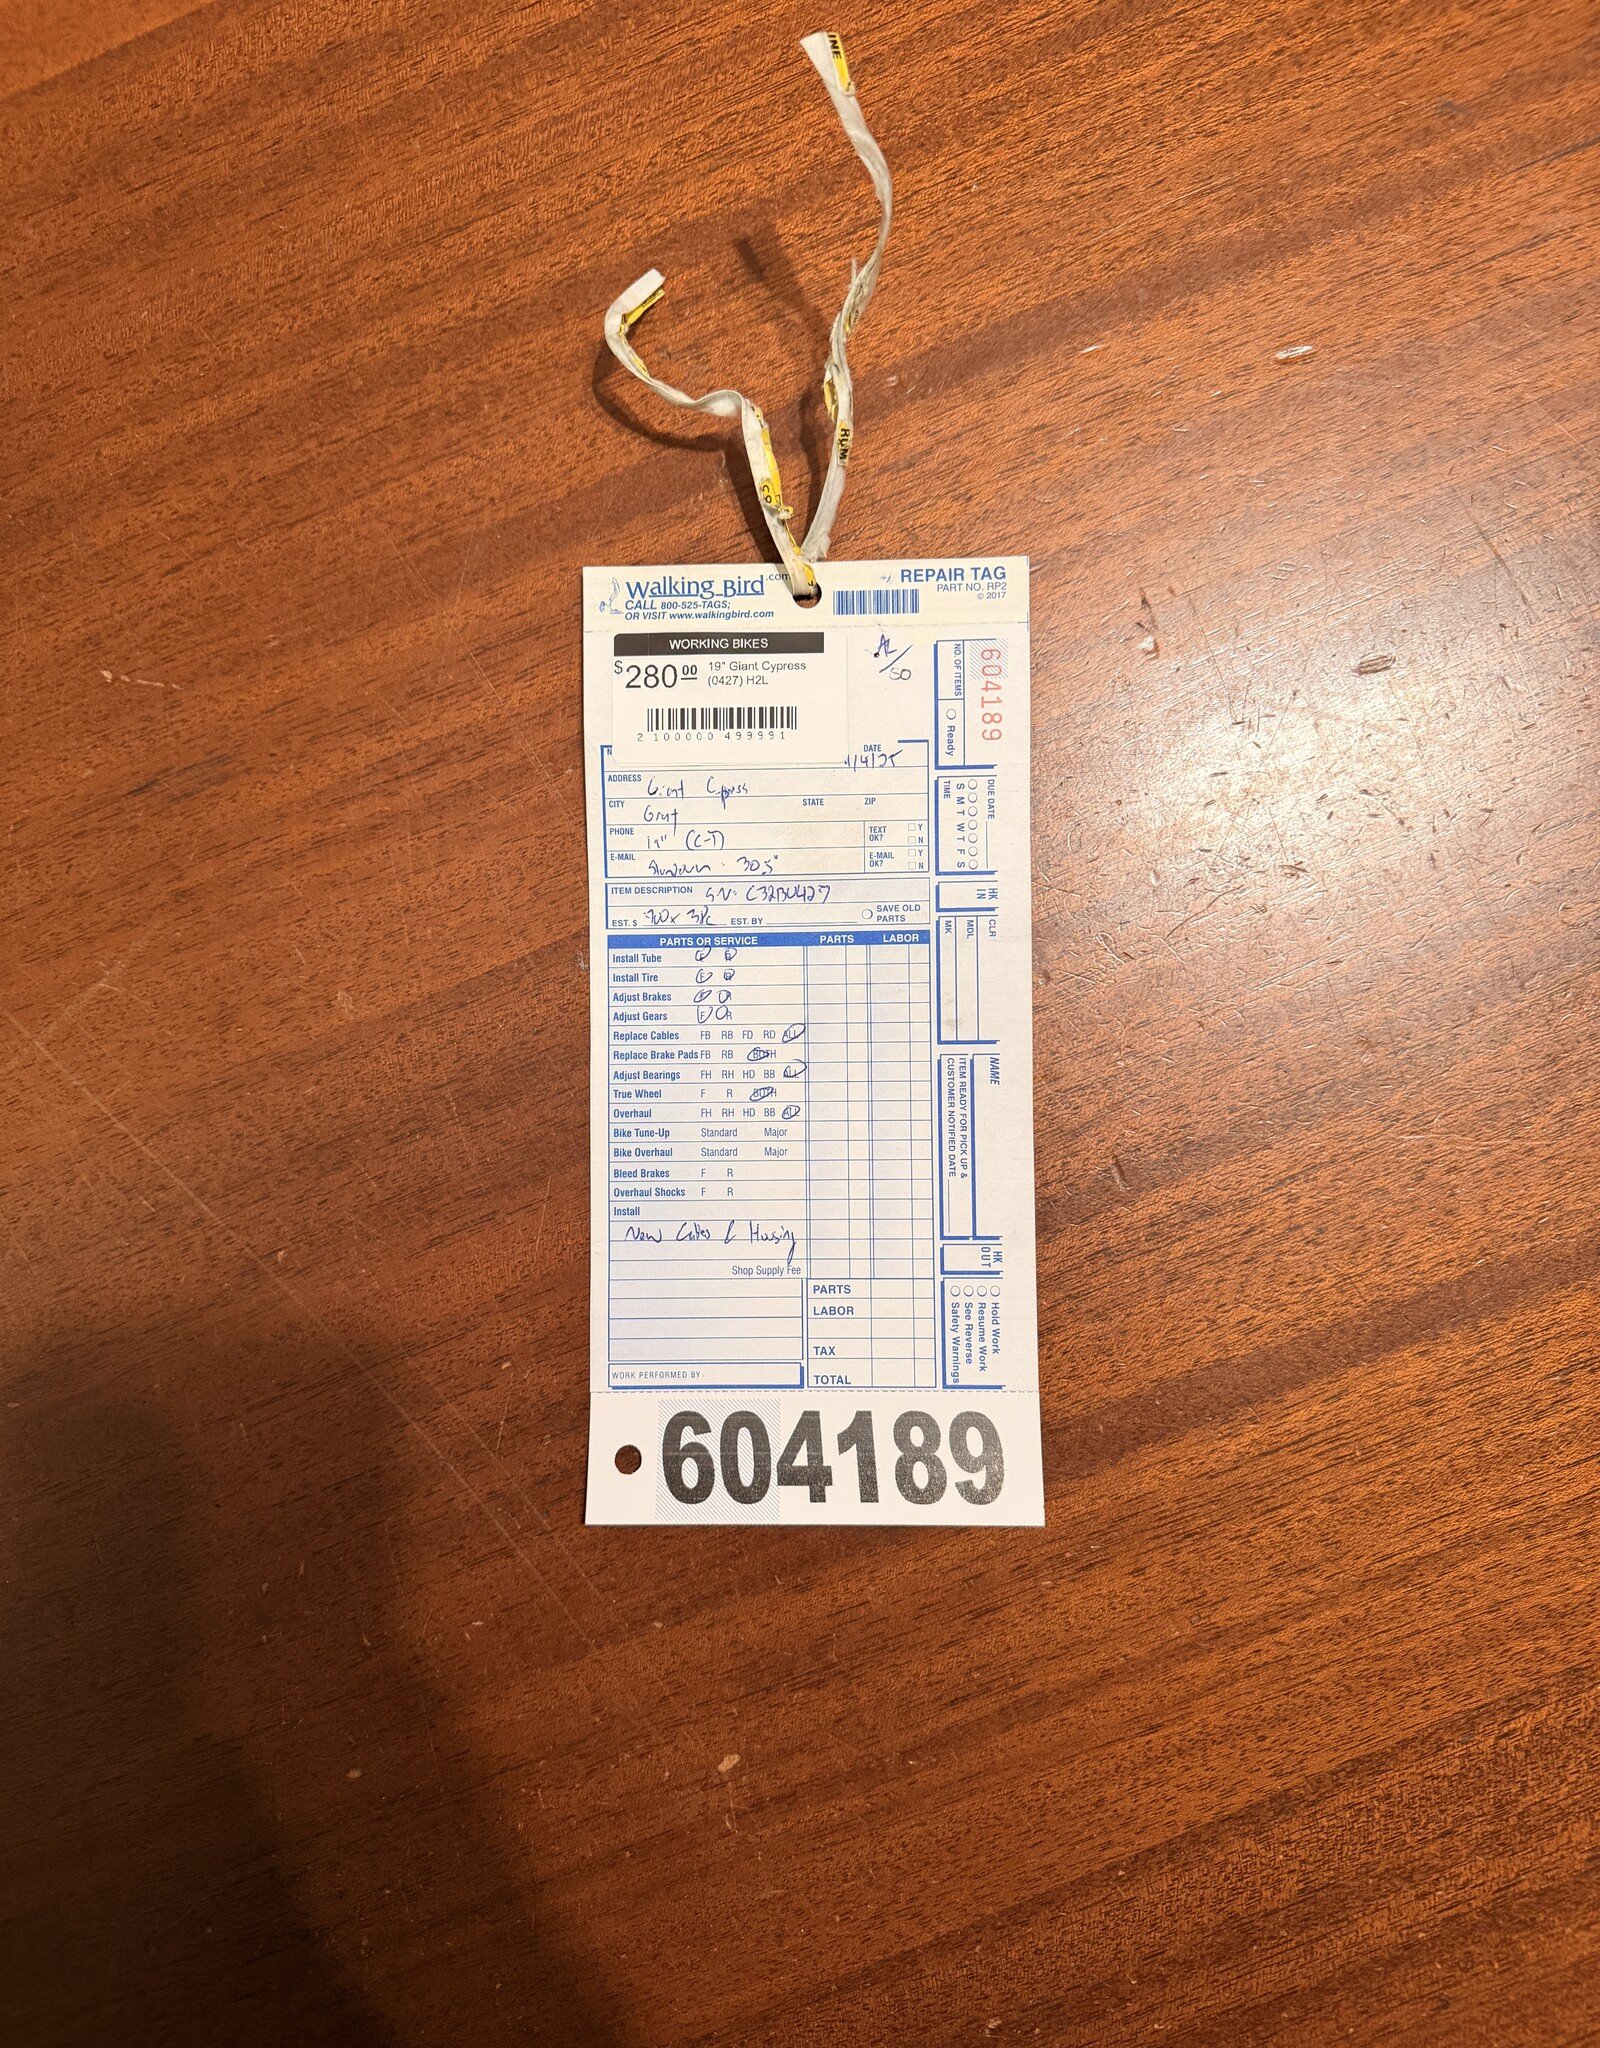 Walking Bird.com
CALL 800-525-TAGS;
OR VISIT www.walkingbird.com
REPAIR TAG
PART NO. RP2
© 2017
WORKING BIKES
$280.00 19" Giant Cypress
(0427) H2L
2 100000 499991
AL/SO
N
DATE
ADDRESS Giant Cypress
CITY STATE ZIP
PHONE 19" (C-T)
TEXT OK? Y N
E-MAIL Standover: 30.5"
E-MAIL OK? Y N
ITEM DESCRIPTION
EST. $ 700x38c EST. BY
SAVE OLD PARTS
PARTS OR SERVICE PARTS LABOR
Install Tube F R
Install Tire F R
Adjust Brakes F R
Adjust Gears F R
Replace Cables FB RB FD RD ALL
Replace Brake Pads FB RB BOTH
Adjust Bearings FH RH HD BB ALL
True Wheel F R BOTH
Overhaul FH RH HD BB ALL
Bike Tune-Up Standard Major
Bike Overhaul Standard Major
Bleed Brakes F R
Overhaul Shocks F R
Install
New Cables & Housing
Shop Supply Fee
PARTS
LABOR
TAX
TOTAL
WORK PERFORMED BY
604189
NO. OF ITEMS
Ready
DUE DATE
S M T W T F S
TIME
HK IN
CLR
MDL
MK
NAME
ITEM READY FOR PICK UP &
CUSTOMER NOTIFIED DATE
HK OUT
Hold Work
Resume Work
See Reverse
Safety Warnings
604189